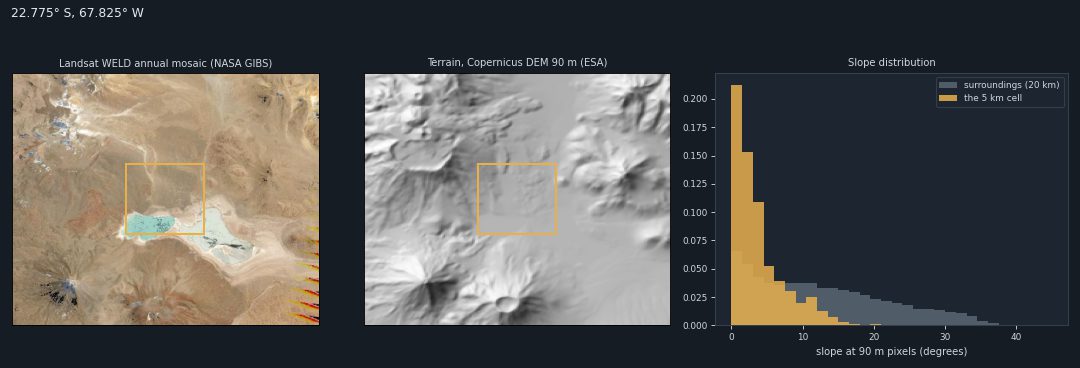 22.775° S, 67.825° W
Landsat WELD annual mosaic (NASA GIBS)
Terrain, Copernicus DEM 90 m (ESA)
Slope distribution
surroundings (20 km)
the 5 km cell
0.200
0.175
0.150
0.125
0.100
0.075
0.050
0.025
0.000
0 10 20 30 40
slope at 90 m pixels (degrees)